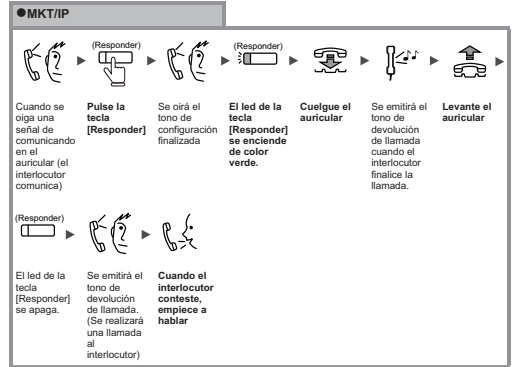 ●MKT/IP
(Responder)
(Responder)
Cuando se
oiga una
señal de
comunicando
en el
auricular (el
interlocutor
comunica)
Pulse la
tecla
[Responder]
Se oirá el
tono de
configuración
finalizada
El led de la
tecla
[Responder]
se enciende
de color
verde.
Cuelgue el
auricular
Se emitirá el
tono de
devolución
de llamada
cuando el
interlocutor
finalice la
llamada.
Levante el
auricular
(Responder)
El led de la
tecla
[Responder]
se apaga.
Se emitirá el
tono de
devolución
de llamada.
(Se realizará
una llamada
al
interlocutor)
Cuando el
interlocutor
conteste,
empiece a
hablar